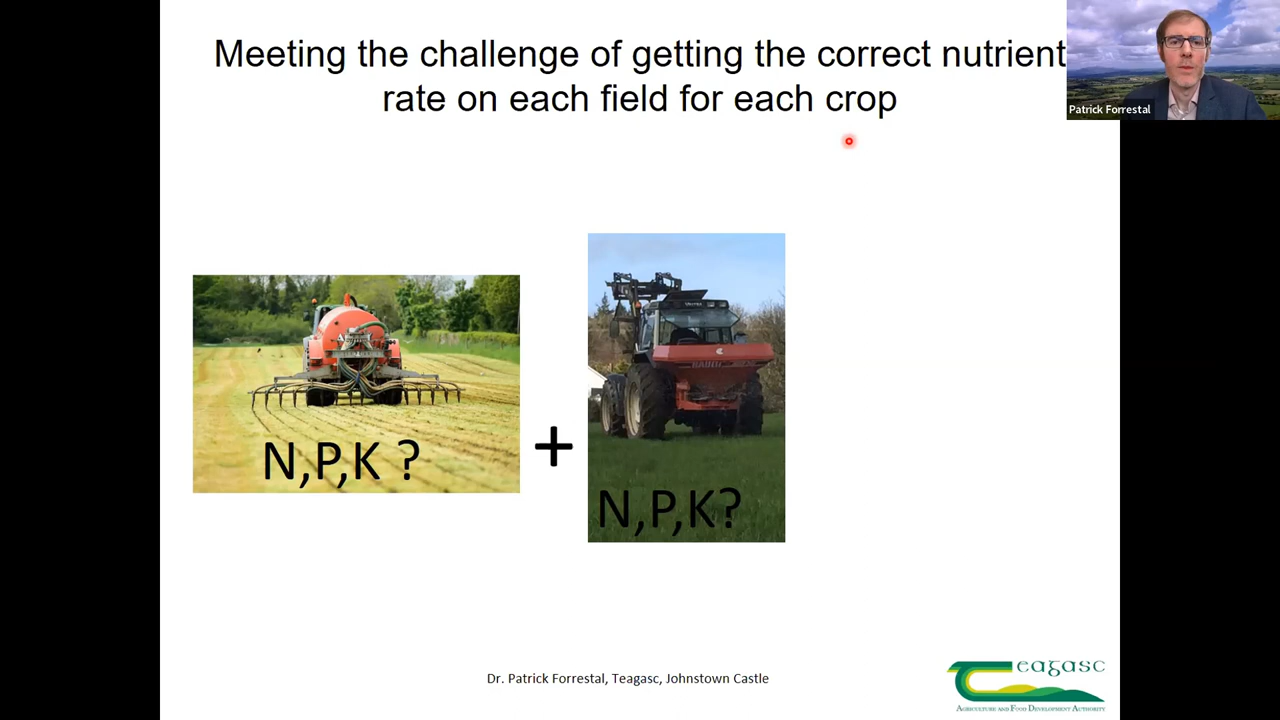 Meeting the challenge of getting the correct nutrient
rate on each field for each crop
Patrick Forrestal
N,P,K ?
+
N,P,K?
Dr. Patrick Forrestal, Teagasc, Johnstown Castle
eagasc
AGRICULTURE AND FOOD DEVELOPMENT AUTHORITY